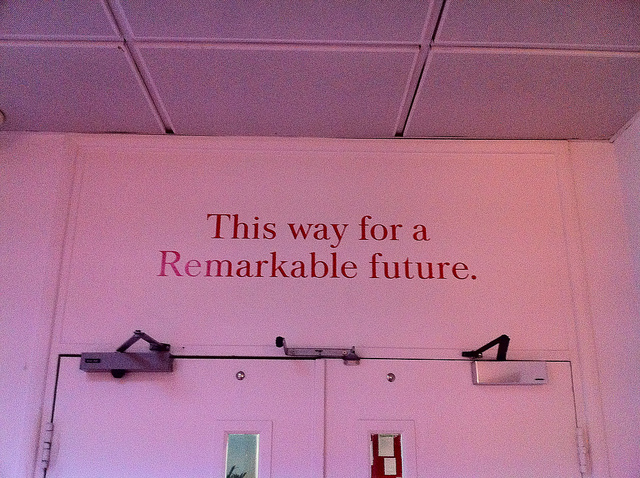 This way for a
Remarkable future.